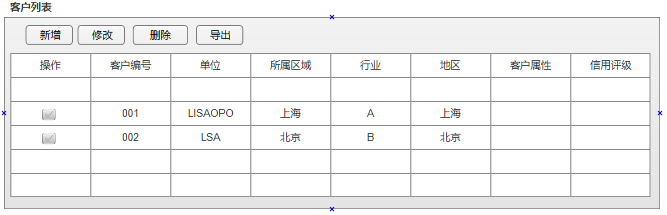 客户列表
新增 修改 删除 导出
操作 客户编号 单位 所属区域 行业 地区 客户属性 信用评级
001 LISAOPO 上海 A 上海
002 LSA 北京 B 北京